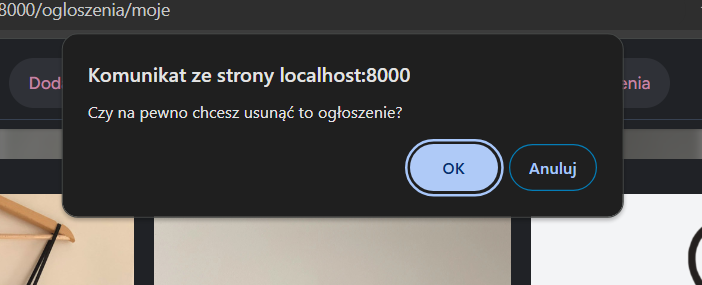 8000/ogloszenia/moje
Komunikat ze strony localhost:8000
Czy na pewno chcesz usunąć to ogłoszenie?
OK
Anuluj